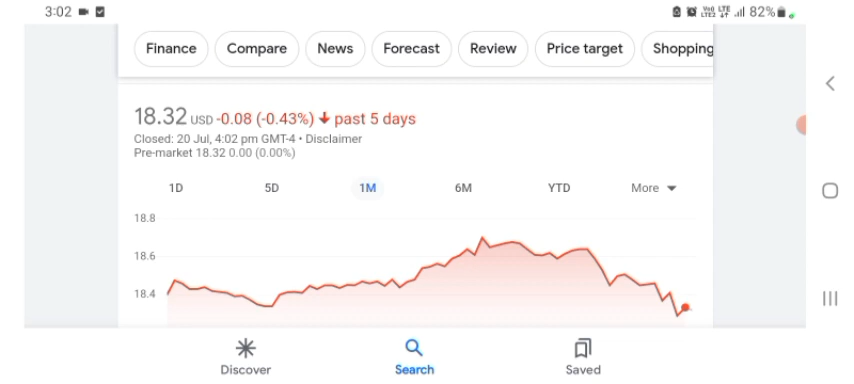 3:02 82%
Finance Compare News Forecast Review Price target Shopping
18.32 USD -0.08 (-0.43%) past 5 days
Closed: 20 Jul, 4:02 pm GMT-4 • Disclaimer
Pre-market 18.32 0.00 (0.00%)
1D 5D 1M 6M YTD More
18.8
18.6
18.4
Discover Search Saved